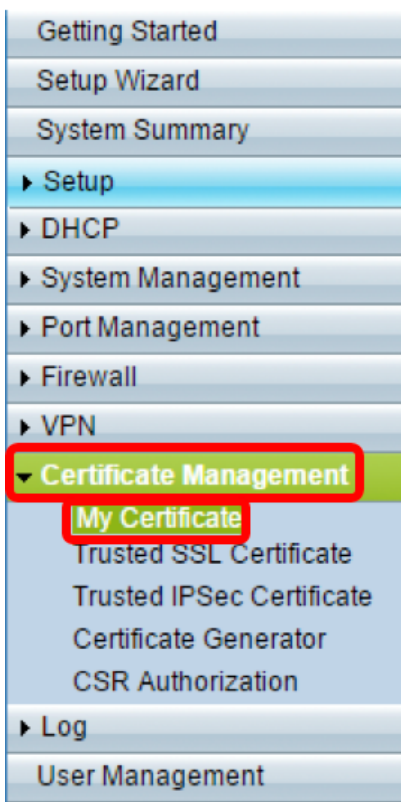 Getting Started
Setup Wizard
System Summary
Setup
DHCP
System Management
Port Management
Firewall
VPN
Certificate Management
My Certificate
Trusted SSL Certificate
Trusted IPSec Certificate
Certificate Generator
CSR Authorization
Log
User Management